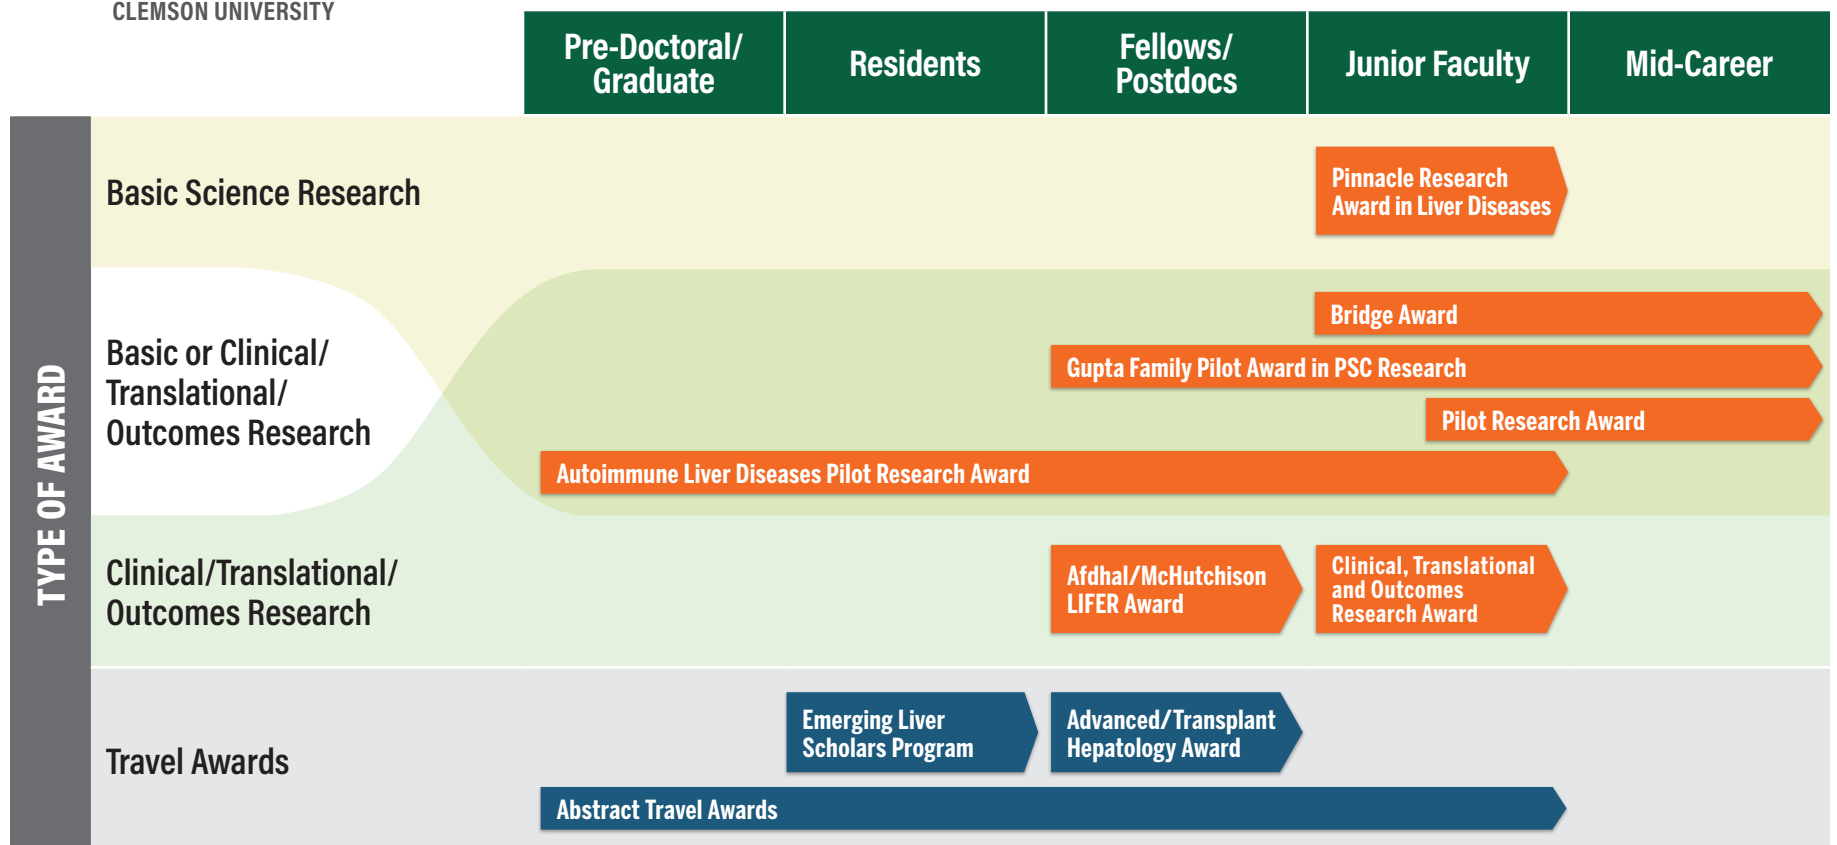 CLEMSON UNIVERSITY
Pre-Doctoral/
Graduate
Residents
Fellows/
Postdocs
Junior Faculty
Mid-Career
TYPE OF AWARD
Basic Science Research
Pinnacle Research
Award in Liver Diseases
Basic or Clinical/
Translational/
Outcomes Research
Bridge Award
Gupta Family Pilot Award in PSC Research
Pilot Research Award
Autoimmune Liver Diseases Pilot Research Award
Clinical/Translational/
Outcomes Research
Afdhal/McHutchison
LIFER Award
Clinical, Translational
and Outcomes
Research Award
Travel Awards
Emerging Liver
Scholars Program
Advanced/Transplant
Hepatology Award
Abstract Travel Awards